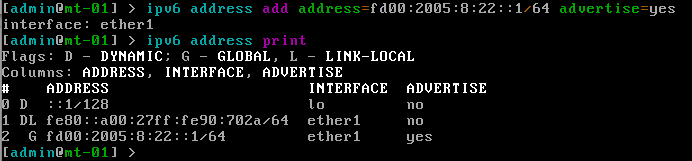 [admin@mt-01] > ipv6 address add address=fd00:2005:8:22::1/64 advertise=yes
interface: ether1
[admin@mt-01] > ipv6 address print
Flags: D - DYNAMIC; G - GLOBAL, L - LINK-LOCAL
Columns: ADDRESS, INTERFACE, ADVERTISE
#    ADDRESS                      INTERFACE  ADVERTISE
0 D  ::1/128                      lo         no
1 DL fe80::a00:27ff:fe90:702a/64  ether1     no
2  G fd00:2005:8:22::1/64         ether1     yes
[admin@mt-01] >